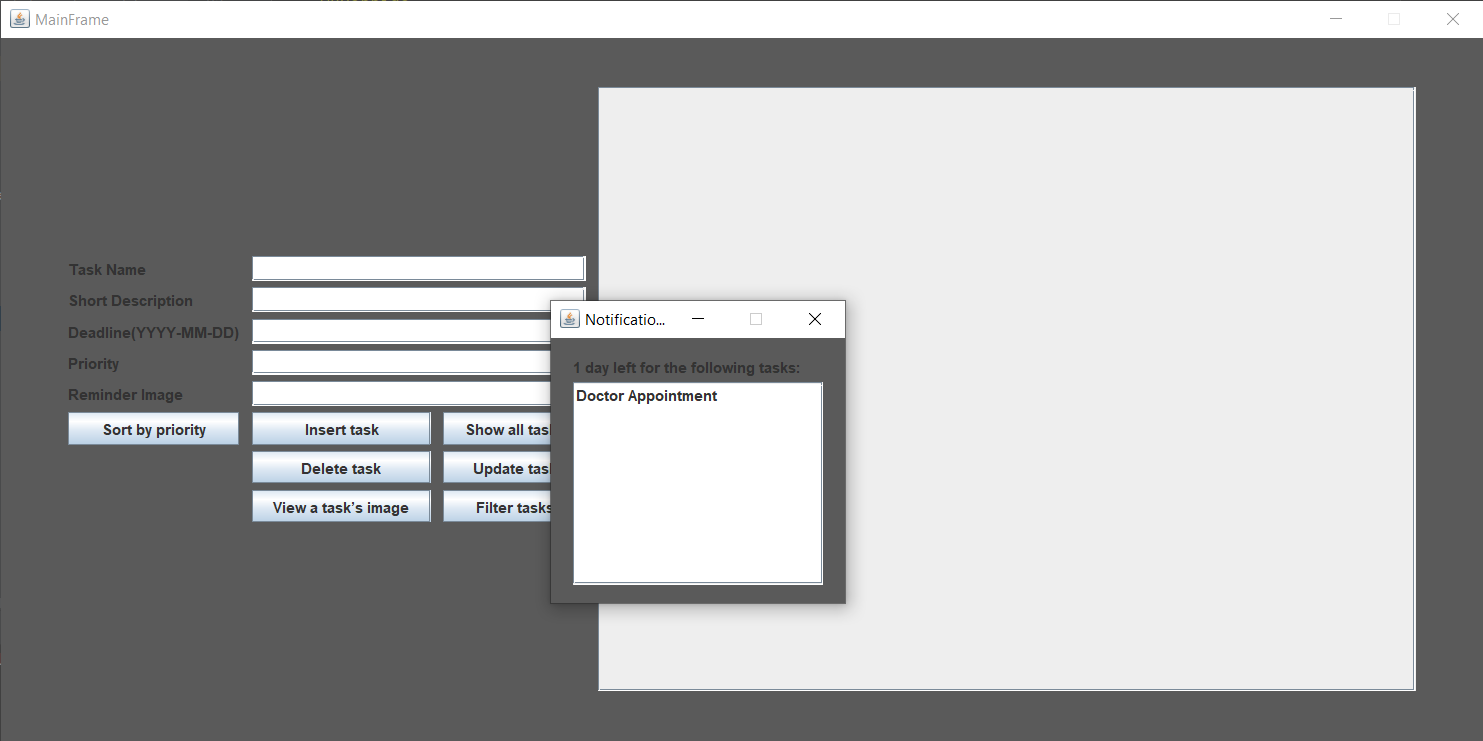 MainFrame
Task Name
Short Description
Deadline(YYYY-MM-DD)
Priority
Reminder Image
Sort by priority
Insert task
Show all tas
Delete task
Update tas
View a task's image
Filter tasks
Notificatio...
1 day left for the following tasks:
Doctor Appointment